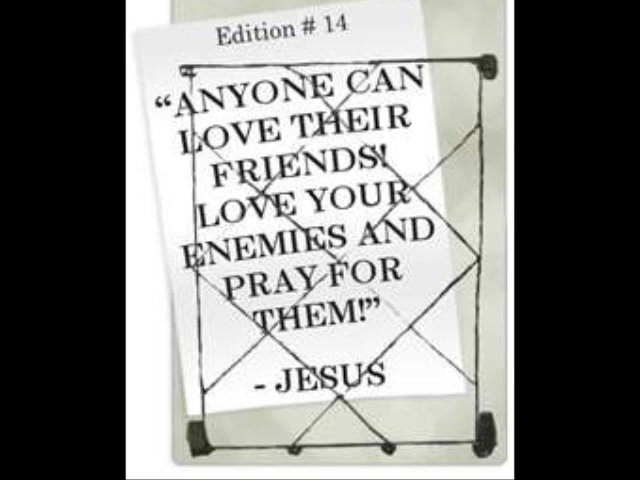 Edition # 14
“ANYONE CAN
LOVE THEIR
FRIENDS!
LOVE YOUR
ENEMIES AND
PRAY FOR
THEM!”
- JESUS